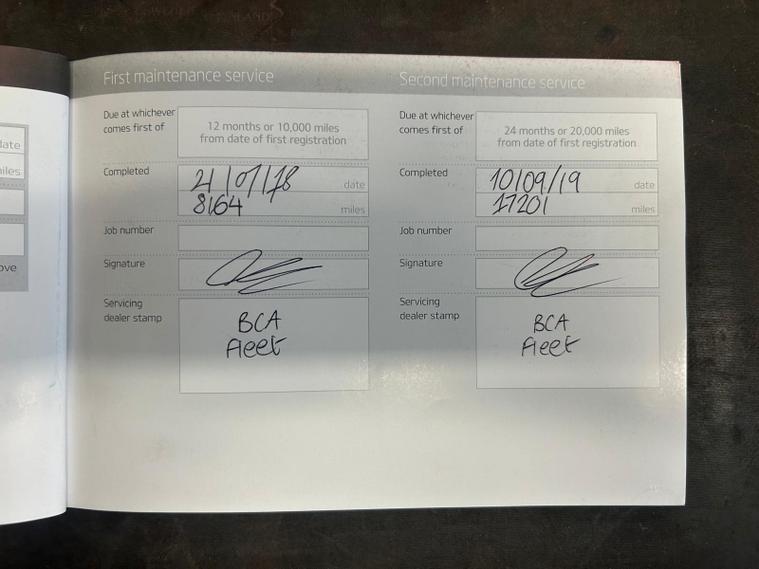 First maintenance service
Due at whichever
comes first of
12 months or 10,000 miles
from date of first registration
Completed
21/07/18
date
8164
miles
Job number
Signature
Servicing
dealer stamp
BCA
Fleet
Second maintenance service
Due at whichever
comes first of
24 months or 20,000 miles
from date of first registration
Completed
10/09/19
date
17201
miles
Job number
Signature
Servicing
dealer stamp
BCA
Fleet
date